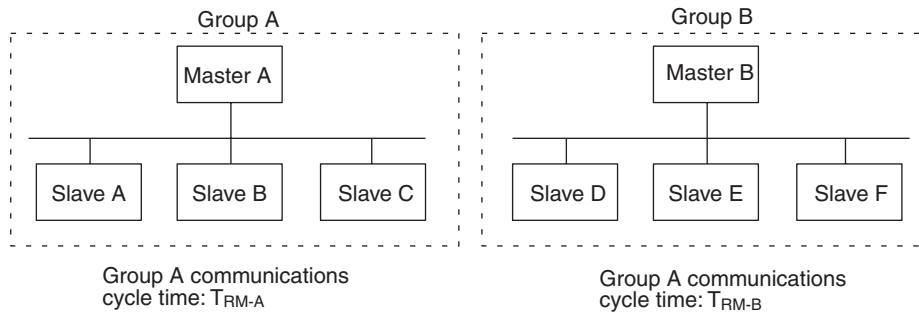 Group A
Master A
Slave A
Slave B
Slave C
Group A communications
cycle time: TRM-A
Group B
Master B
Slave D
Slave E
Slave F
Group A communications
cycle time: TRM-B